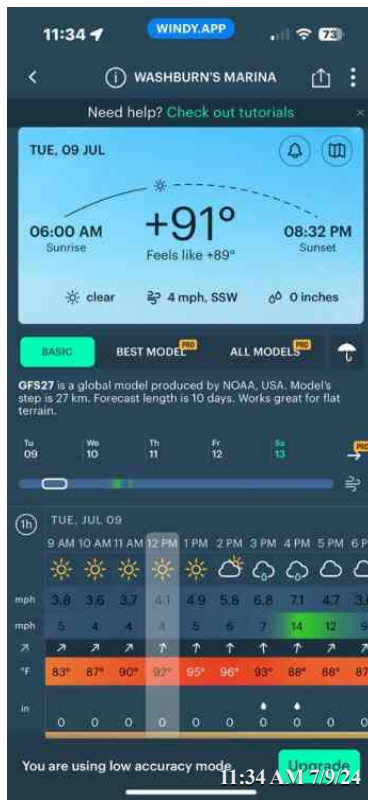 11:34
WINDY.APP
73
WASHBURN'S MARINA
Need help? Check out tutorials ×
TUE, 09 JUL
06:00 AM
Sunrise
+91°
Feels like +89°
08:32 PM
Sunset
clear
4 mph, SSW
0 inches
BASIC
BEST MODEL PRO
ALL MODELS PRO
GFS27 is a global model produced by NOAA, USA. Model's
step is 27 km. Forecast length is 10 days. Works great for flat
terrain.
Tu We Th Fr Sa PRO
09 10 11 12 13
1h TUE, JUL 09
9 AM 10 AM 11 AM 12 PM 1 PM 2 PM 3 PM 4 PM 5 PM 6 P
mph 3.8 3.6 3.7 4.1 4.9 5.8 6.8 7.1 4.7 3.
mph 5 4 4 4 5 6 7 14 12 9
°F 83° 87° 90° 92° 95° 96° 93° 88° 88° 87
in 0 0 0 0 0 0 0 0 0 0
You are using low accuracy mode
Upgrade
11:34 AM 7/9/24